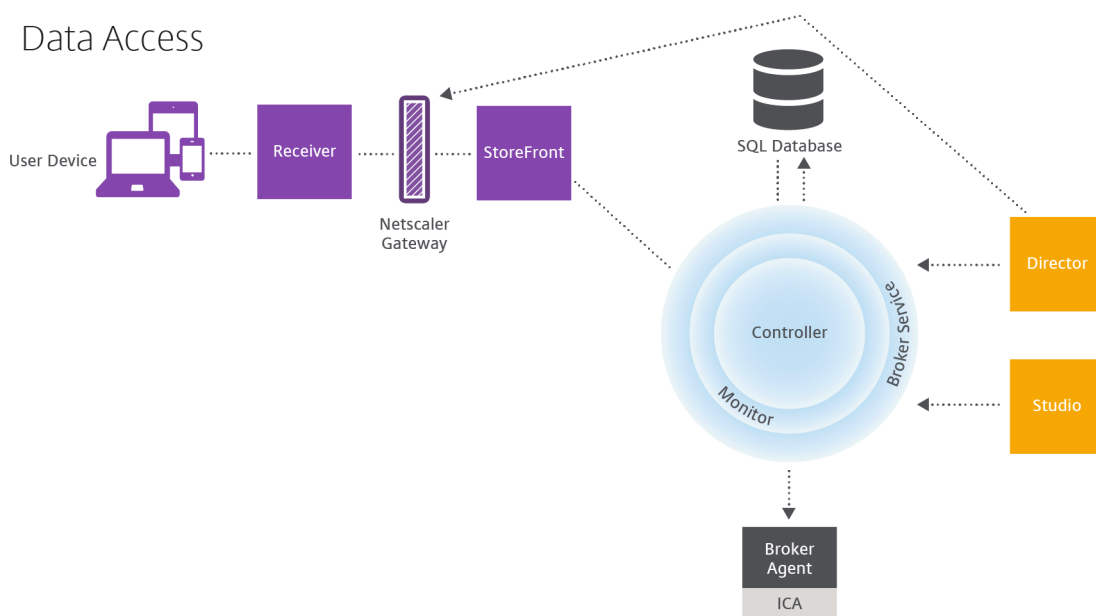 Data Access
User Device
Receiver
Netscaler
Gateway
StoreFront
SQL Database
Director
Controller
Broker Service
Monitor
Studio
Broker
Agent
ICA